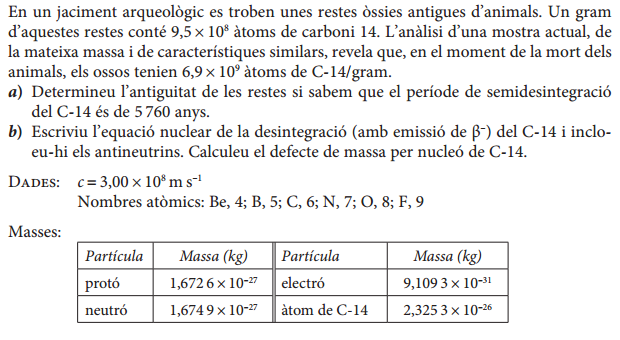 En un jaciment arqueològic es troben unes restes òssies antigues d’animals. Un gram
d’aquestes restes conté 9,5 × 10⁸ àtoms de carboni 14. L’anàlisi d’una mostra actual, de
la mateixa massa i de característiques similars, revela que, en el moment de la mort dels
animals, els ossos tenien 6,9 × 10⁹ àtoms de C-14/gram.
a) Determineu l’antiguitat de les restes si sabem que el període de semidesintegració
del C-14 és de 5 760 anys.
b) Escriviu l’equació nuclear de la desintegració (amb emissió de β⁻) del C-14 i inclo-
eu-hi els antineutrins. Calculeu el defecte de massa per nucleó de C-14.
DADES: c = 3,00 × 10⁸ m s⁻¹
Nombres atòmics: Be, 4; B, 5; C, 6; N, 7; O, 8; F, 9
Masses:
Partícula Massa (kg) Partícula Massa (kg)
protó 1,672 6 × 10⁻²⁷ electró 9,109 3 × 10⁻³¹
neutró 1,674 9 × 10⁻²⁷ àtom de C-14 2,325 3 × 10⁻²⁶